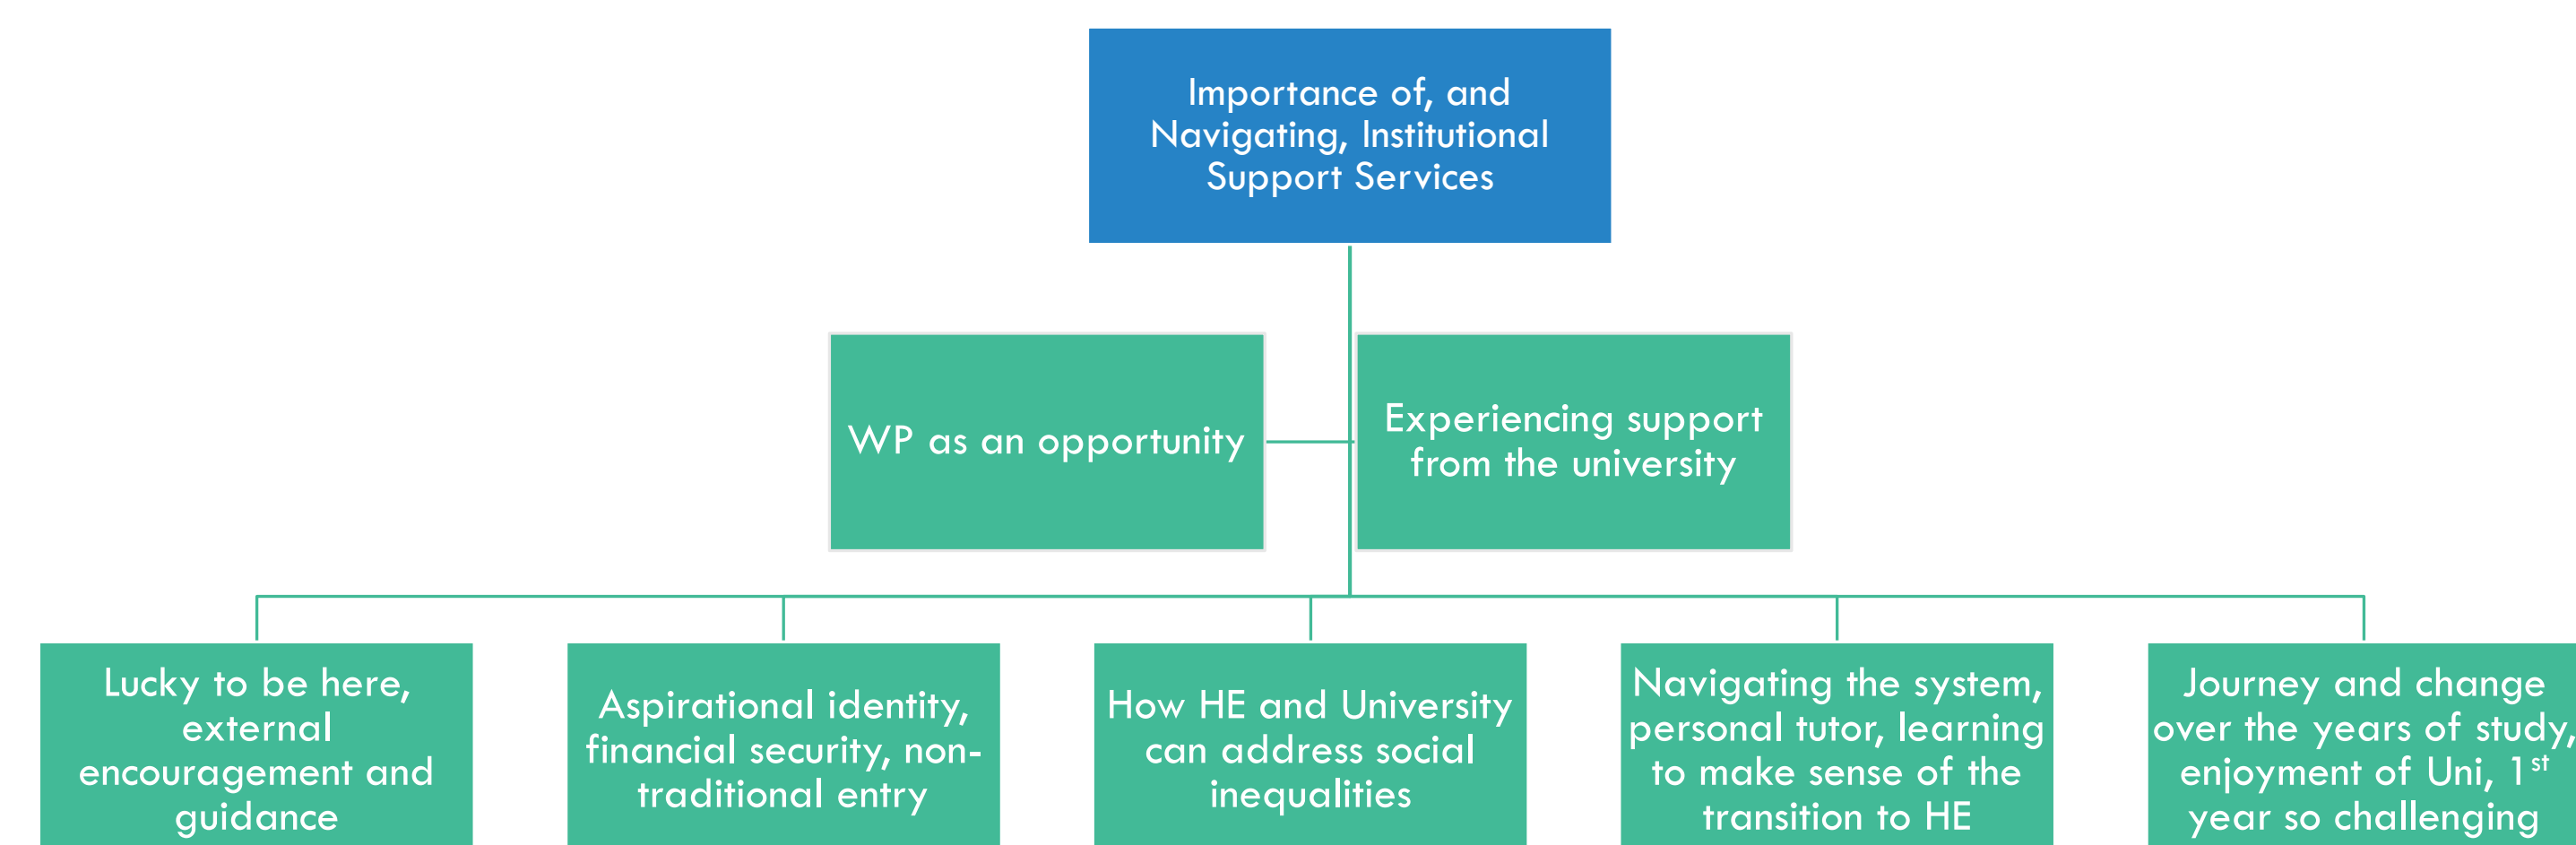 Importance of, and
Navigating, Institutional
Support Services
WP as an opportunity
Experiencing support
from the university
Lucky to be here,
external
encouragement and
guidance
Aspirational identity,
financial security, non-
traditional entry
How HE and University
can address social
inequalities
Navigating the system,
personal tutor, learning
to make sense of the
transition to HE
Journey and change
over the years of study,
enjoyment of Uni, 1st
year so challenging